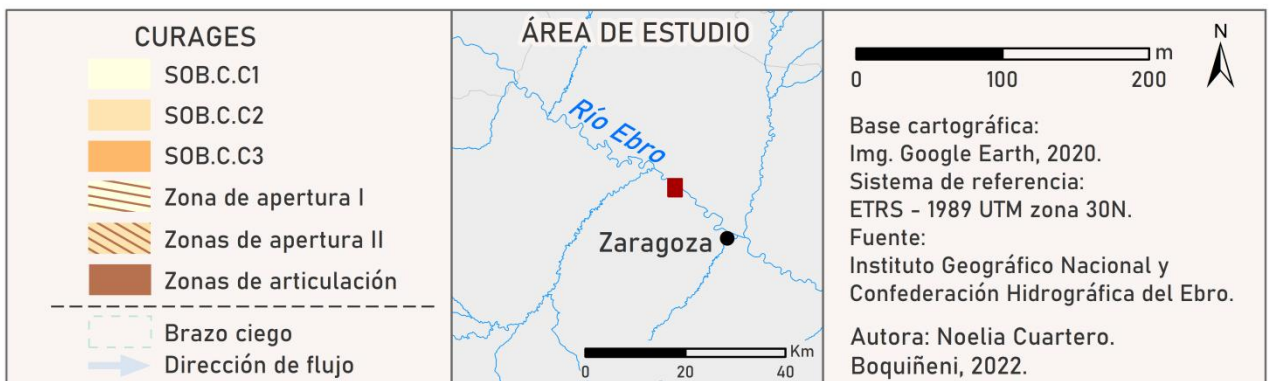 CURAGES
SOB.C.C1
SOB.C.C2
SOB.C.C3
Zona de apertura I
Zonas de apertura II
Zonas de articulación
Brazo ciego
Dirección de flujo
ÁREA DE ESTUDIO
Río Ebro
Zaragoza
Km
0 20 40
N
m
0 100 200
Base cartográfica:
Img. Google Earth, 2020.
Sistema de referencia:
ETRS - 1989 UTM zona 30N.
Fuente:
Instituto Geográfico Nacional y
Confederación Hidrográfica del Ebro.
Autora: Noelia Cuartero.
Boquiñeni, 2022.